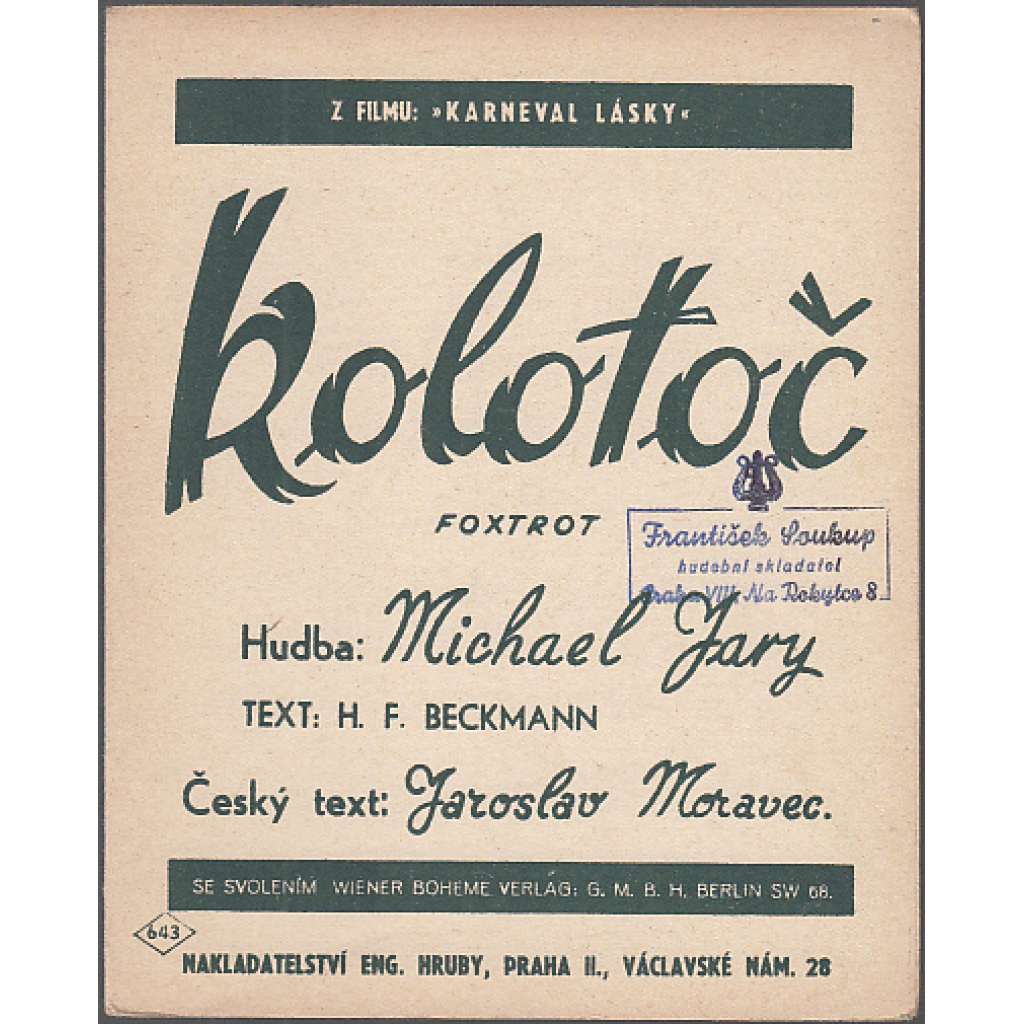 Z FILMU: »KARNEVAL LÁSKY«
Kolotoč
FOXTROT
František Soukup
hudební skladatel
Praha VIII, Na Rokytce 8
Hudba: Michael Jary
TEXT: H. F. BECKMANN
Český text: Jaroslav Moravec.
SE SVOLENÍM WIENER BOHEME VERLAG: G. M. B. H, BERLIN SW 68.
643
NAKLADATELSTVÍ ENG. HRUBY, PRAHA II., VÁCLAVSKÉ NÁM. 28